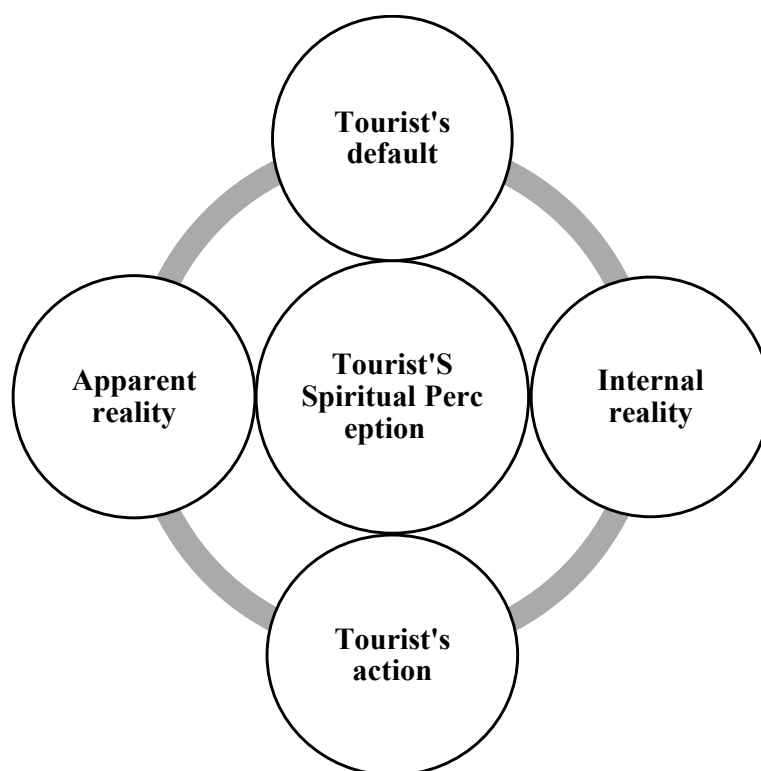 Tourist's
default
Apparent
reality
Tourist'S
Spiritual Perc
eption
Internal
reality
Tourist's
action